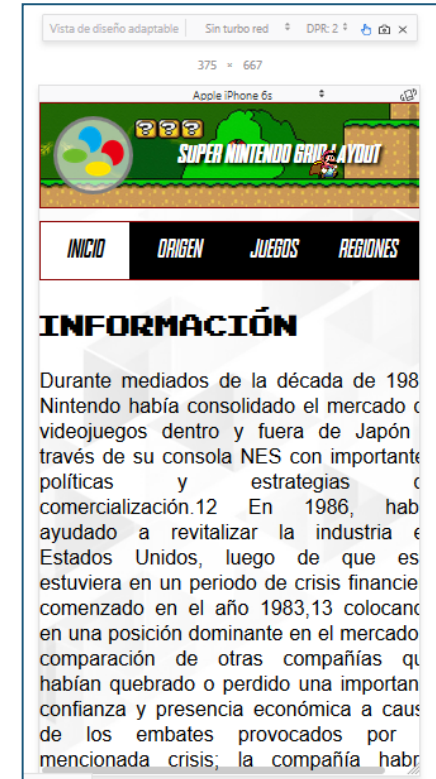 Vista de diseño adaptable Sin turbo red DPR: 2
375 × 667
Apple iPhone 6s
? ? ?
SUPER NINTENDO GRID LAYOUT
INICIO ORIGEN JUEGOS REGIONES
INFORMACIÓN
Durante mediados de la década de 198
Nintendo había consolidado el mercado d
videojuegos dentro y fuera de Japón
través de su consola NES con importante
políticas y estrategias d
comercialización.12 En 1986, hab
ayudado a revitalizar la industria e
Estados Unidos, luego de que es
estuviera en un periodo de crisis financie
comenzado en el año 1983,13 colocand
en una posición dominante en el mercado
comparación de otras compañías qu
habían quebrado o perdido una importan
confianza y presencia económica a caus
de los embates provocados por
mencionada crisis; la compañía habr